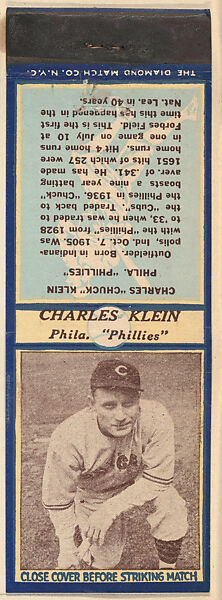 THE DIAMOND MATCH CO. N.Y.C.
CHARLES "CHUCK" KLEIN
PHILA. "PHILLIES"
Outfielder. Born Indiana-
polis, Ind. Oct. 7, 1905. Was
with the "Phillies" from 1928
to 33, when he was traded to
the "Cubs". Traded back to
the Phillies in 1936. "Chuck"
boasts a nine year batting
aver. of .341. He has made
1651 hits of which 257 were
home runs. 4 Hit home runs
in one game on July 10 at
Forbes Field. This is the first
time this has happened in the
Nat. Lea. in 40 years.
CHARLES KLEIN
Phila. "Phillies"
C
CLOSE COVER BEFORE STRIKING MATCH